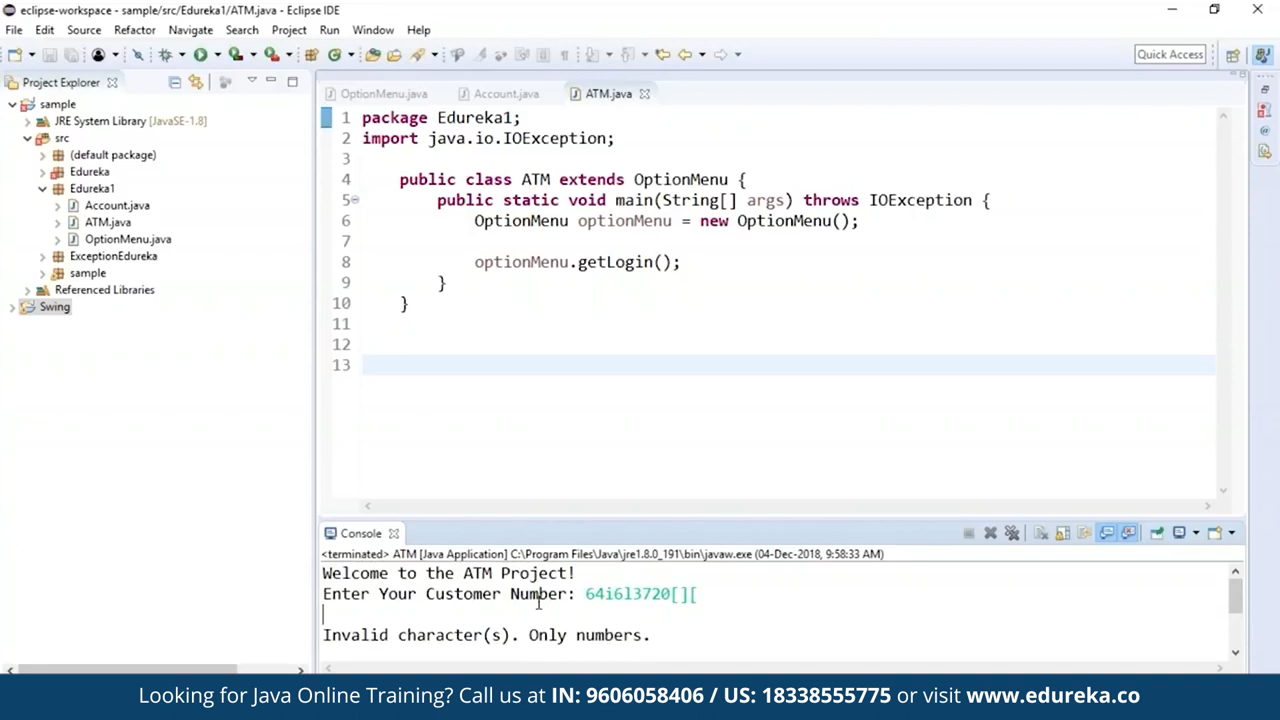 eclipse-workspace - sample/src/Edureka1/ATM.java - Eclipse IDE
File Edit Source Refactor Navigate Search Project Run Window Help
Quick Access
Project Explorer
sample
JRE System Library [JavaSE-1.8]
src
(default package)
Edureka
Edureka1
Account.java
ATM.java
OptionMenu.java
ExceptionEdureka
sample
Referenced Libraries
Swing
OptionMenu.java Account.java ATM.java
1 package Edureka1;
2 import java.io.IOException;
3
4 public class ATM extends OptionMenu {
5 public static void main(String[] args) throws IOException {
6 OptionMenu optionMenu = new OptionMenu();
7
8 optionMenu.getLogin();
9 }
10 }
11
12
13
Console
<terminated> ATM [Java Application] C:\Program Files\Java\jre1.8.0_191\bin\javaw.exe (04-Dec-2018, 9:58:33 AM)
Welcome to the ATM Project!
Enter Your Customer Number: 64i6l3720[][
Invalid character(s). Only numbers.
Looking for Java Online Training? Call us at IN: 9606058406 / US: 18338555775 or visit www.edureka.co